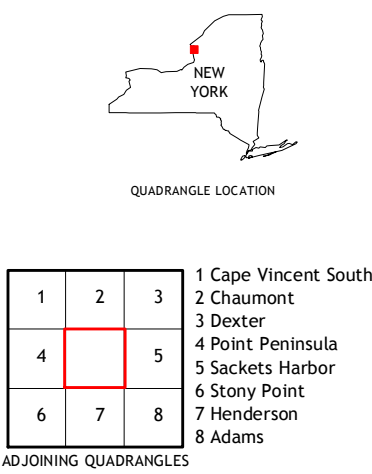 NEW
YORK
QUADRANGLE LOCATION
1 2 3
4 5
6 7 8
1 Cape Vincent South
2 Chaumont
3 Dexter
4 Point Peninsula
5 Sackets Harbor
6 Stony Point
7 Henderson
8 Adams
ADJOINING QUADRANGLES